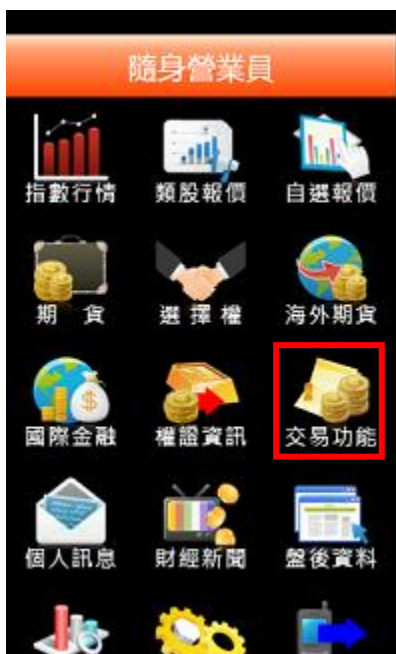 隨身營業員
指數行情 類股報價 自選報價
期 貨 選 擇 權 海外期貨
國際金融 權證資訊 交易功能
個人訊息 財經新聞 盤後資料